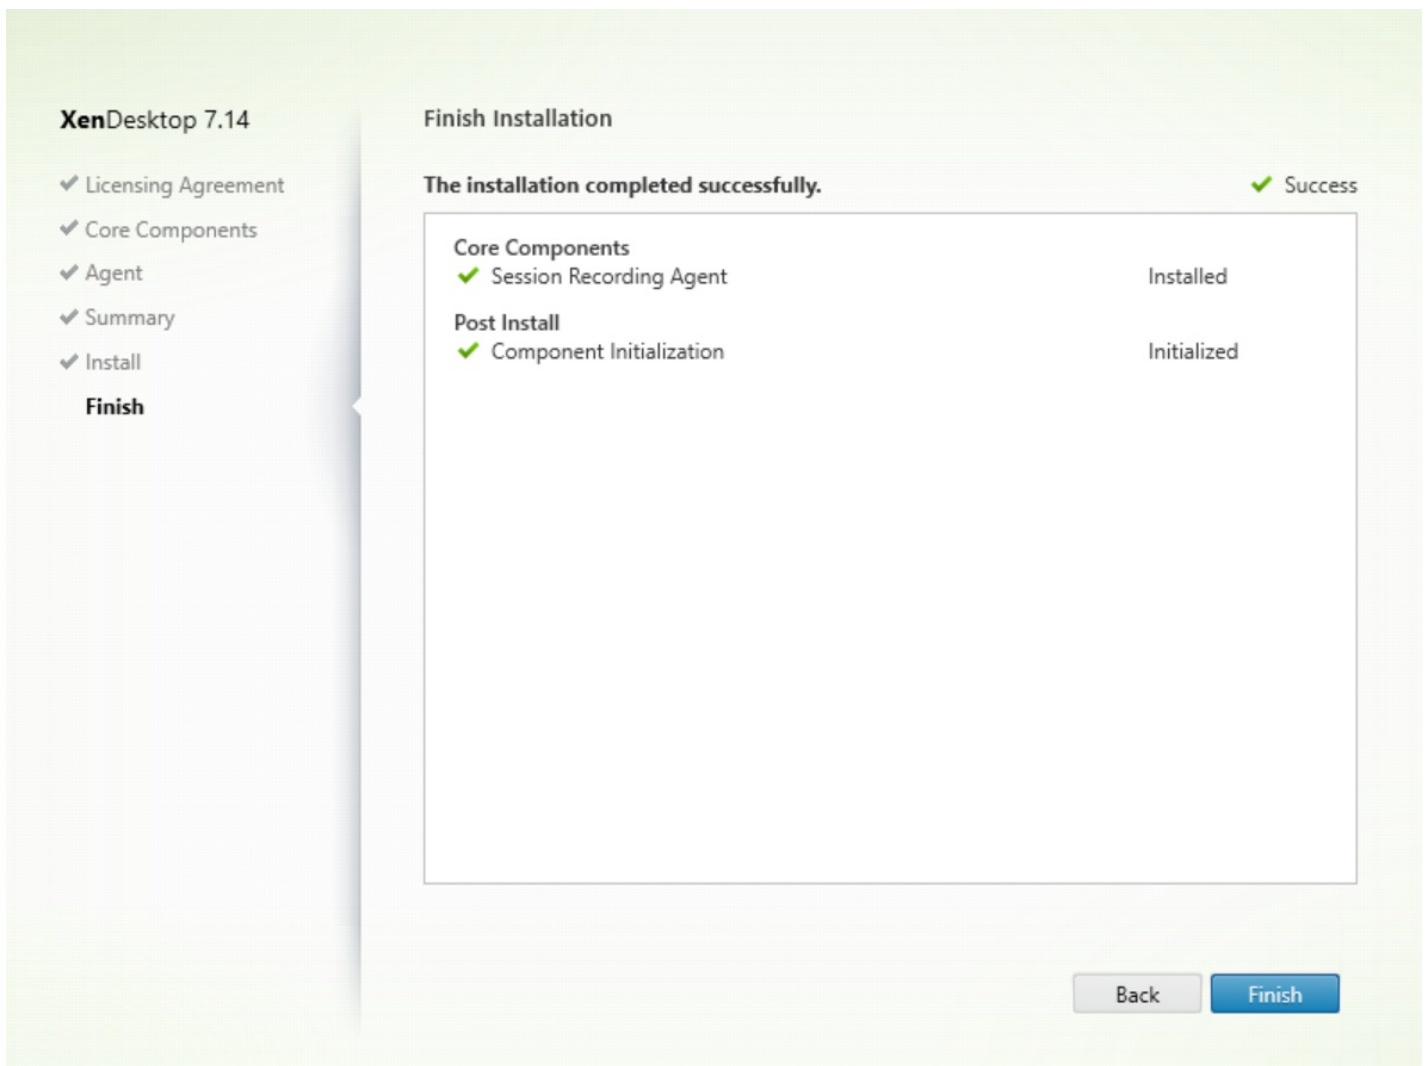 XenDesktop 7.14
Licensing Agreement
Core Components
Agent
Summary
Install
Finish
Finish Installation
The installation completed successfully. Success
Core Components
Session Recording Agent Installed
Post Install
Component Initialization Initialized
Back Finish